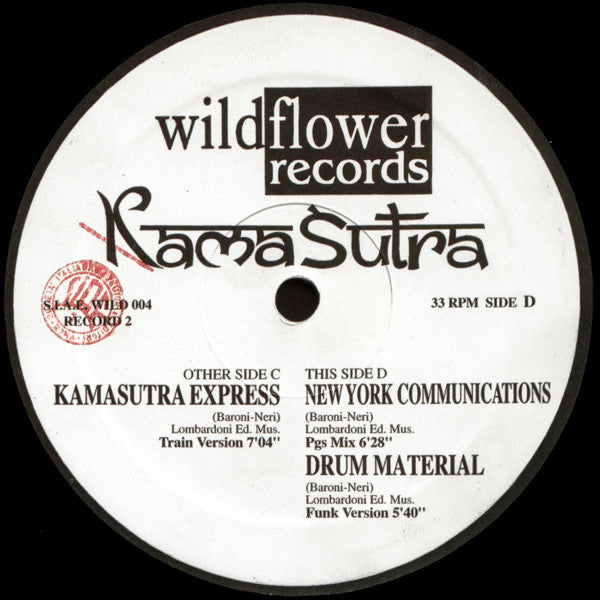 wildflower
records
KamaSutra
S.I.A.E. WILD 004
RECORD 2
33 RPM SIDE D
OTHER SIDE C
KAMASUTRA EXPRESS
(Baroni-Neri)
Lombardoni Ed. Mus.
Train Version 7'04"
THIS SIDE D
NEW YORK COMMUNICATIONS
(Baroni-Neri)
Lombardoni Ed. Mus.
Pgs Mix 6'28"
DRUM MATERIAL
(Baroni-Neri)
Lombardoni Ed. Mus.
Funk Version 5'40"